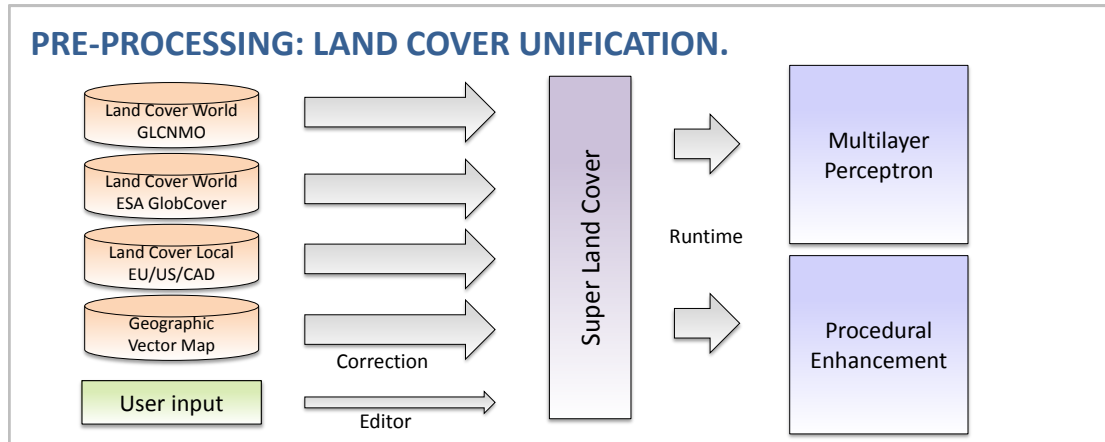 PRE-PROCESSING: LAND COVER UNIFICATION.
Land Cover World
GLCNMO
Land Cover World
ESA GlobCover
Land Cover Local
EU/US/CAD
Geographic
Vector Map
Correction
User input
Editor
Super Land Cover
Runtime
Multilayer
Perceptron
Procedural
Enhancement